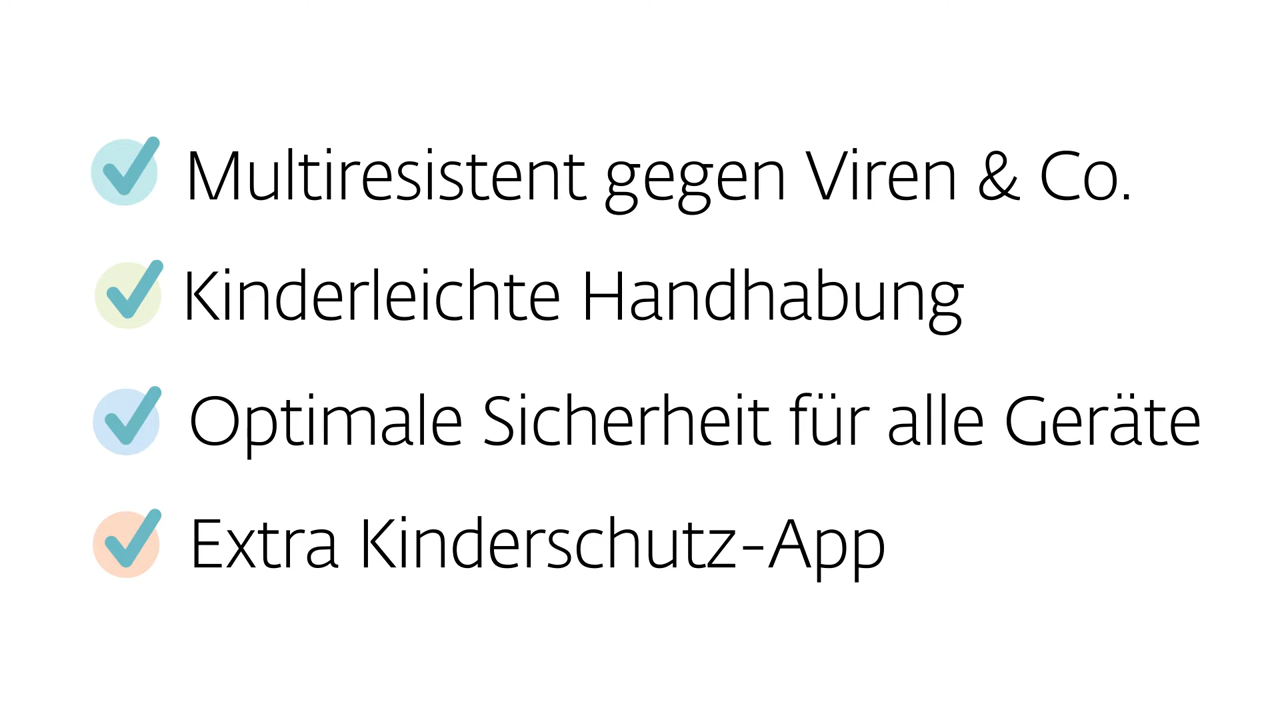 Multiresistent gegen Viren & Co.
Kinderleichte Handhabung
Optimale Sicherheit für alle Geräte
Extra Kinderschutz-App